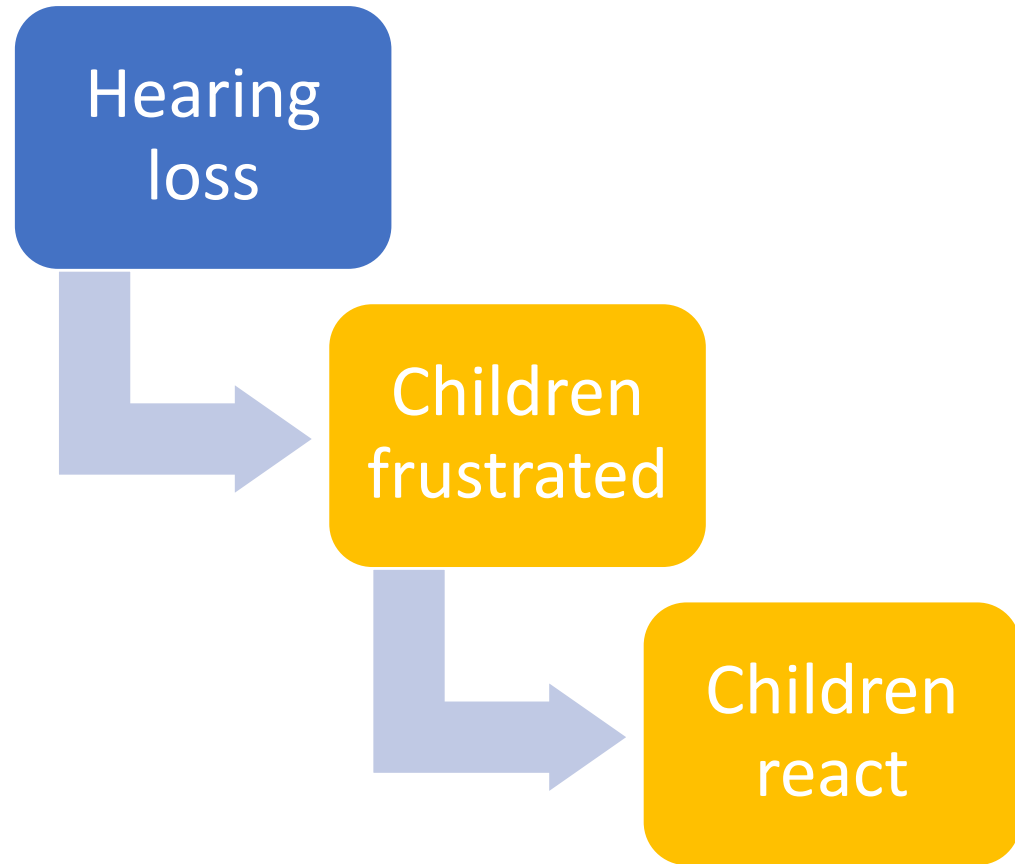 Hearing
loss
Children
frustrated
Children
react